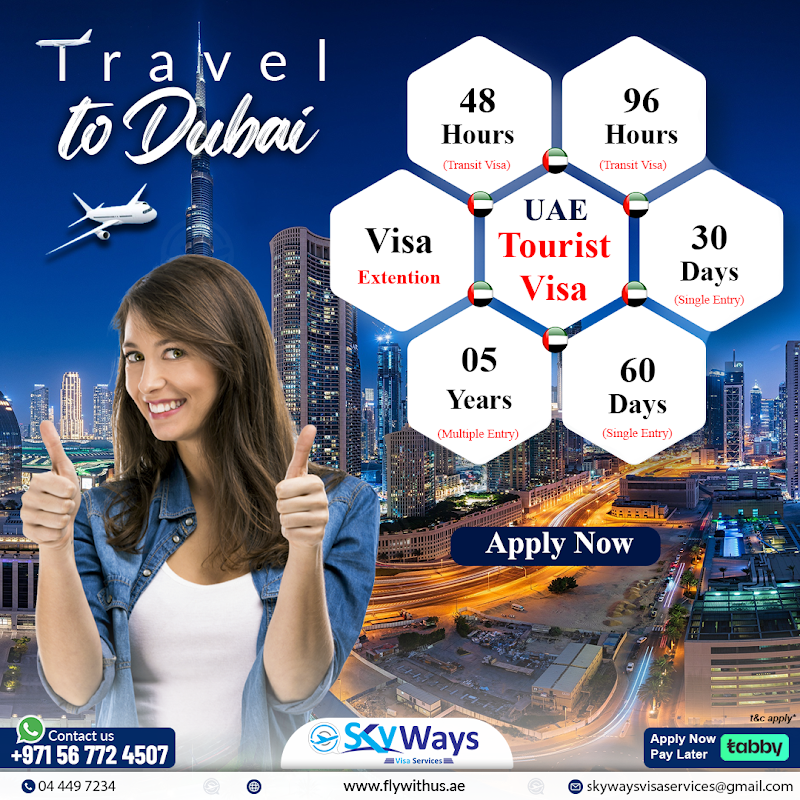 Travel
to Dubai
48
Hours
(Transit Visa)
96
Hours
(Transit Visa)
Visa
Extention
UAE
Tourist
Visa
30
Days
(Single Entry)
05
Years
(Multiple Entry)
60
Days
(Single Entry)
Apply Now
t&c apply*
Contact us
+971 56 772 4507
SkyWays
Visa Services
Apply Now
Pay Later
tabby
04 449 7234
www.flywithus.ae
skywaysvisaservices@gmail.com